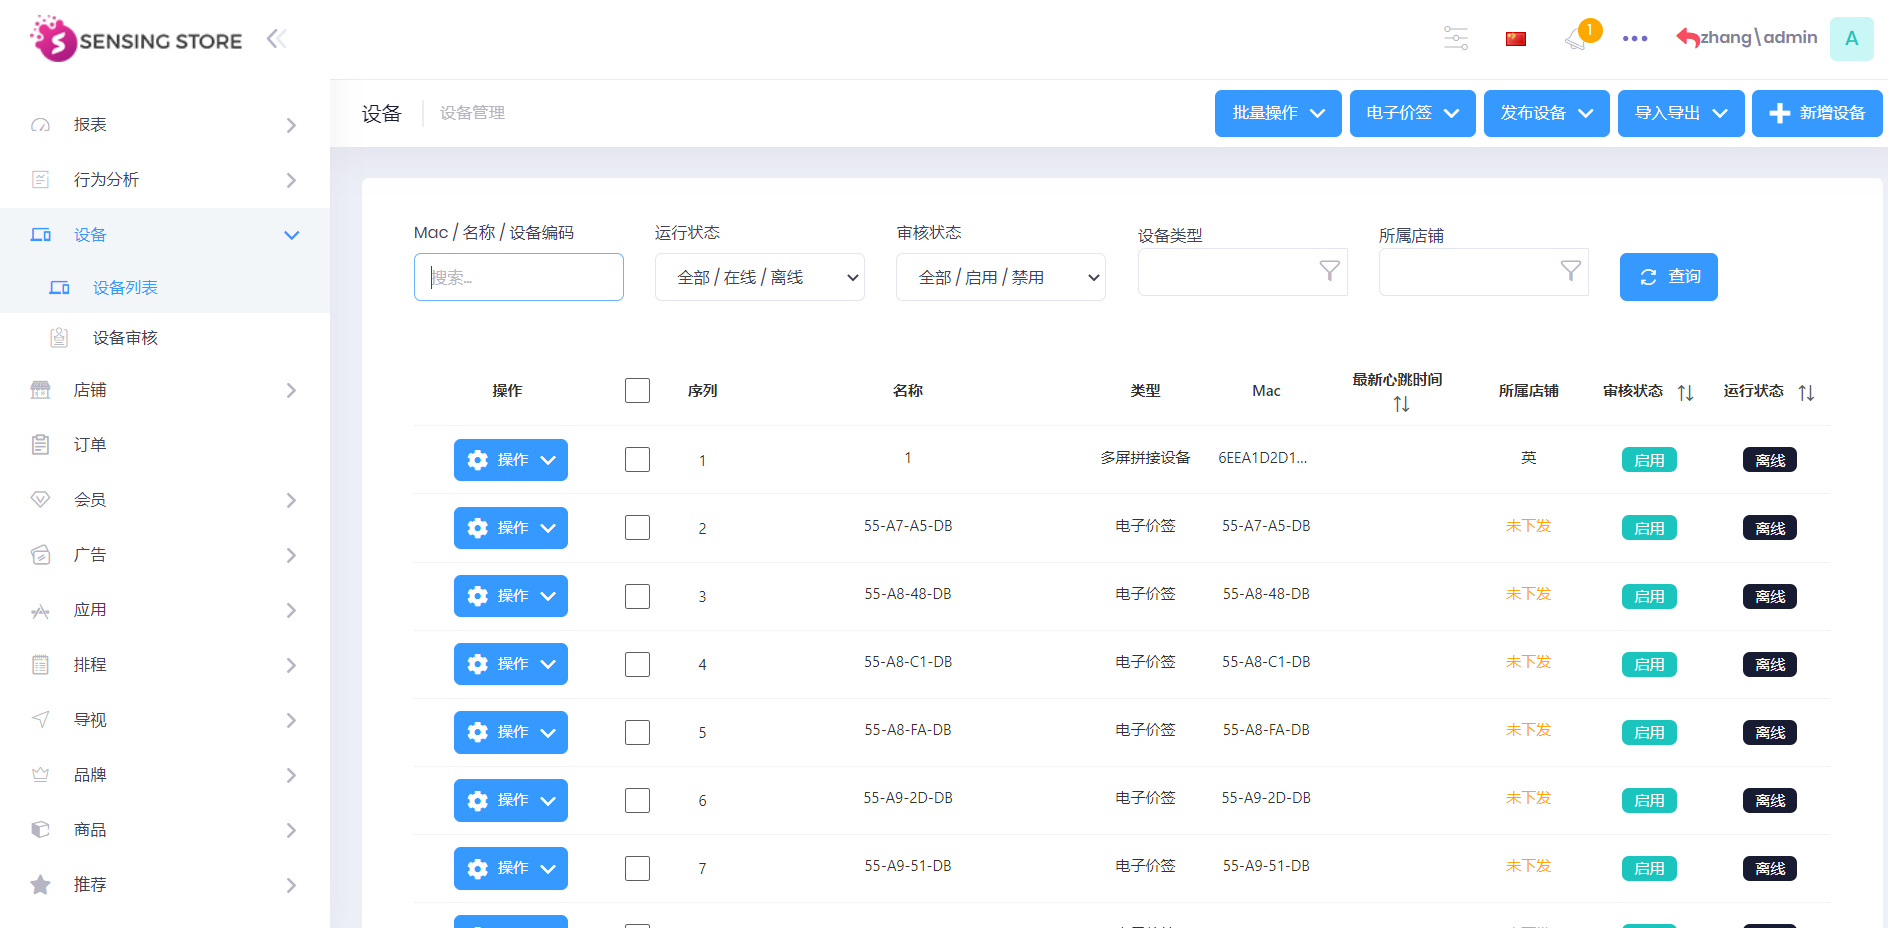 SENSING STORE
1
zhang\admin
A
报表
行为分析
设备
设备列表
设备审核
店铺
订单
会员
广告
应用
排程
导视
品牌
商品
推荐
设备 设备管理
批量操作 电子价签 发布设备 导入导出 新增设备
Mac / 名称 / 设备编码 运行状态 审核状态 设备类型 所属店铺
搜索... 全部 / 在线 / 离线 全部 / 启用 / 禁用 查询
操作 序列 名称 类型 Mac 最新心跳时间 所属店铺 审核状态 运行状态
操作 1 1 多屏拼接设备 6EEA1D2D1... 英 启用 离线
操作 2 55-A7-A5-DB 电子价签 55-A7-A5-DB 未下发 启用 离线
操作 3 55-A8-48-DB 电子价签 55-A8-48-DB 未下发 启用 离线
操作 4 55-A8-C1-DB 电子价签 55-A8-C1-DB 未下发 启用 离线
操作 5 55-A8-FA-DB 电子价签 55-A8-FA-DB 未下发 启用 离线
操作 6 55-A9-2D-DB 电子价签 55-A9-2D-DB 未下发 启用 离线
操作 7 55-A9-51-DB 电子价签 55-A9-51-DB 未下发 启用 离线